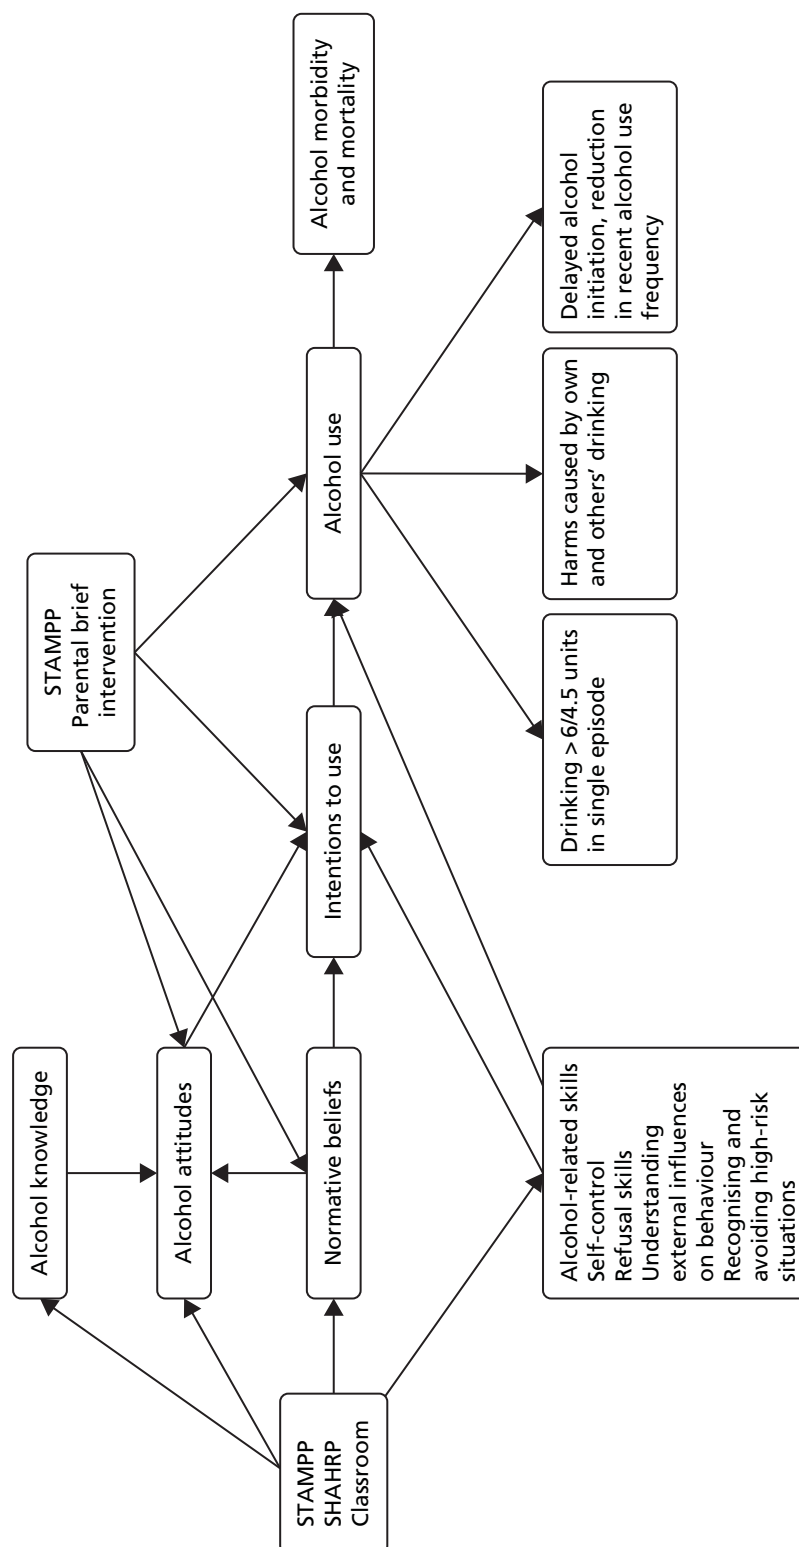 STAMPP
SHAHRP
Classroom
Alcohol knowledge
Alcohol attitudes
Normative beliefs
Alcohol-related skills
Self-control
Refusal skills
Understanding
external influences
on behaviour
Recognising and
avoiding high-risk
situations
STAMPP
Parental brief
intervention
Intentions to use
Alcohol use
Alcohol morbidity
and mortality
Drinking > 6/4.5 units
in single episode
Harms caused by own
and others’ drinking
Delayed alcohol
initiation, reduction
in recent alcohol use
frequency